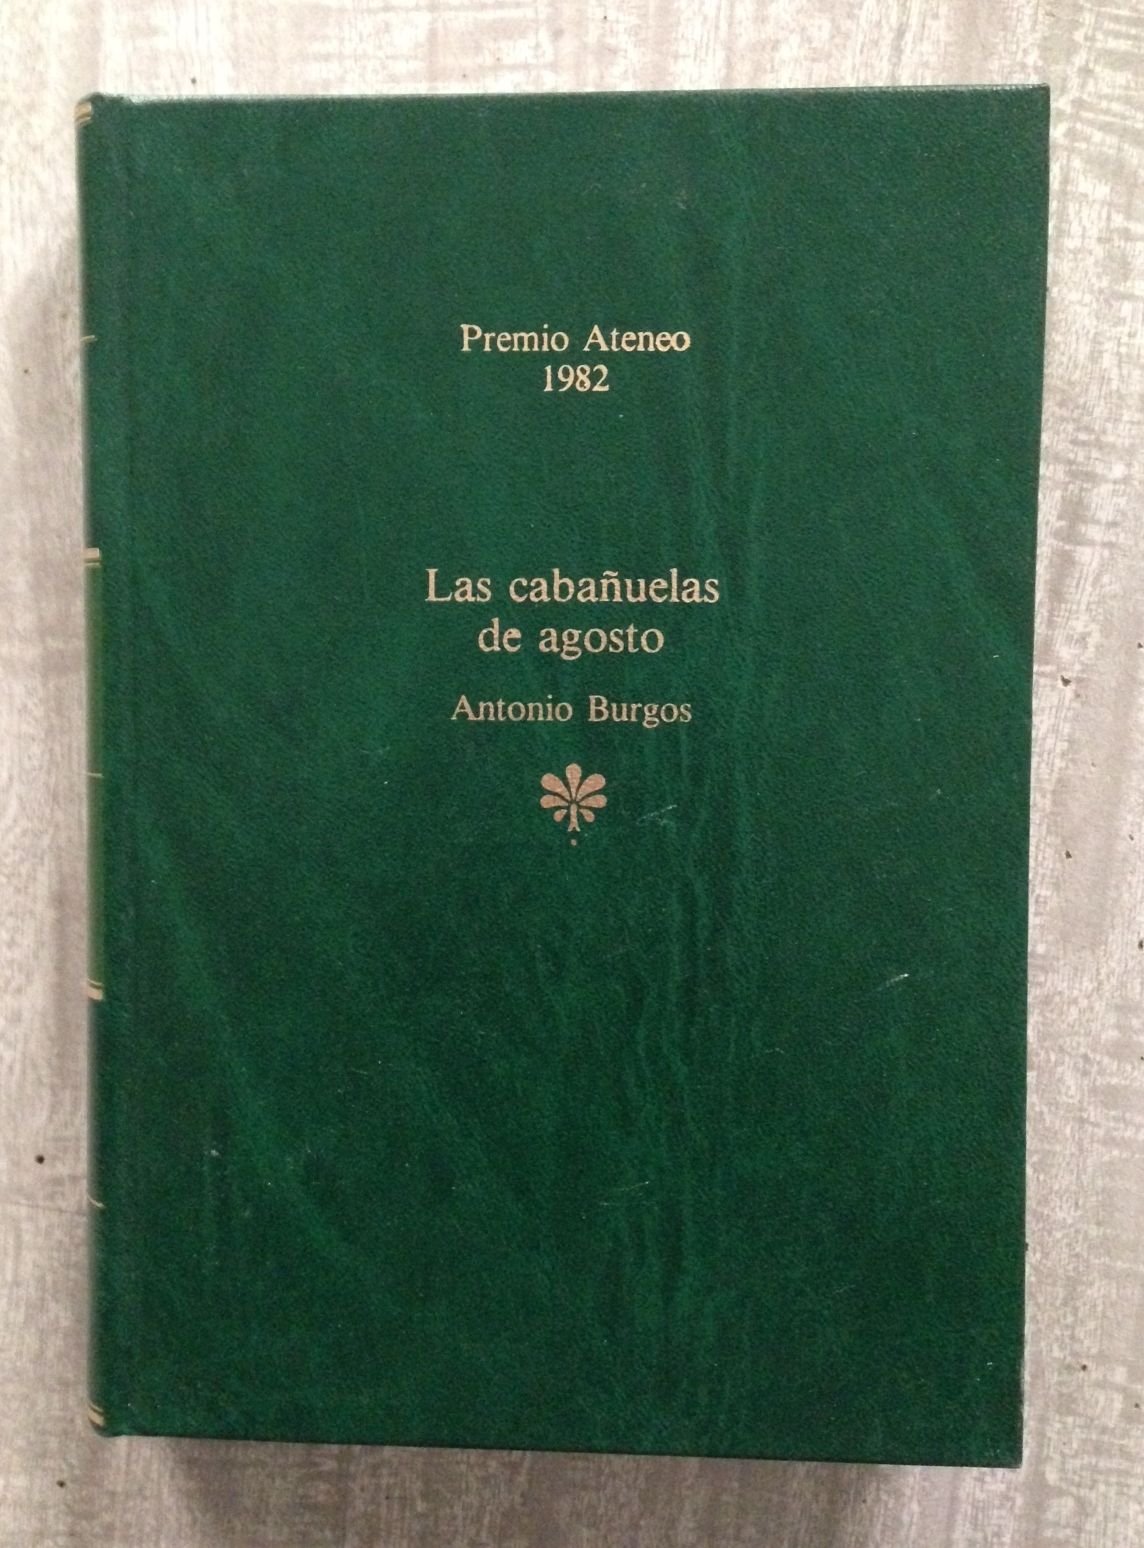 Premio Ateneo
1982
Las cabañuelas
de agosto
Antonio Burgos